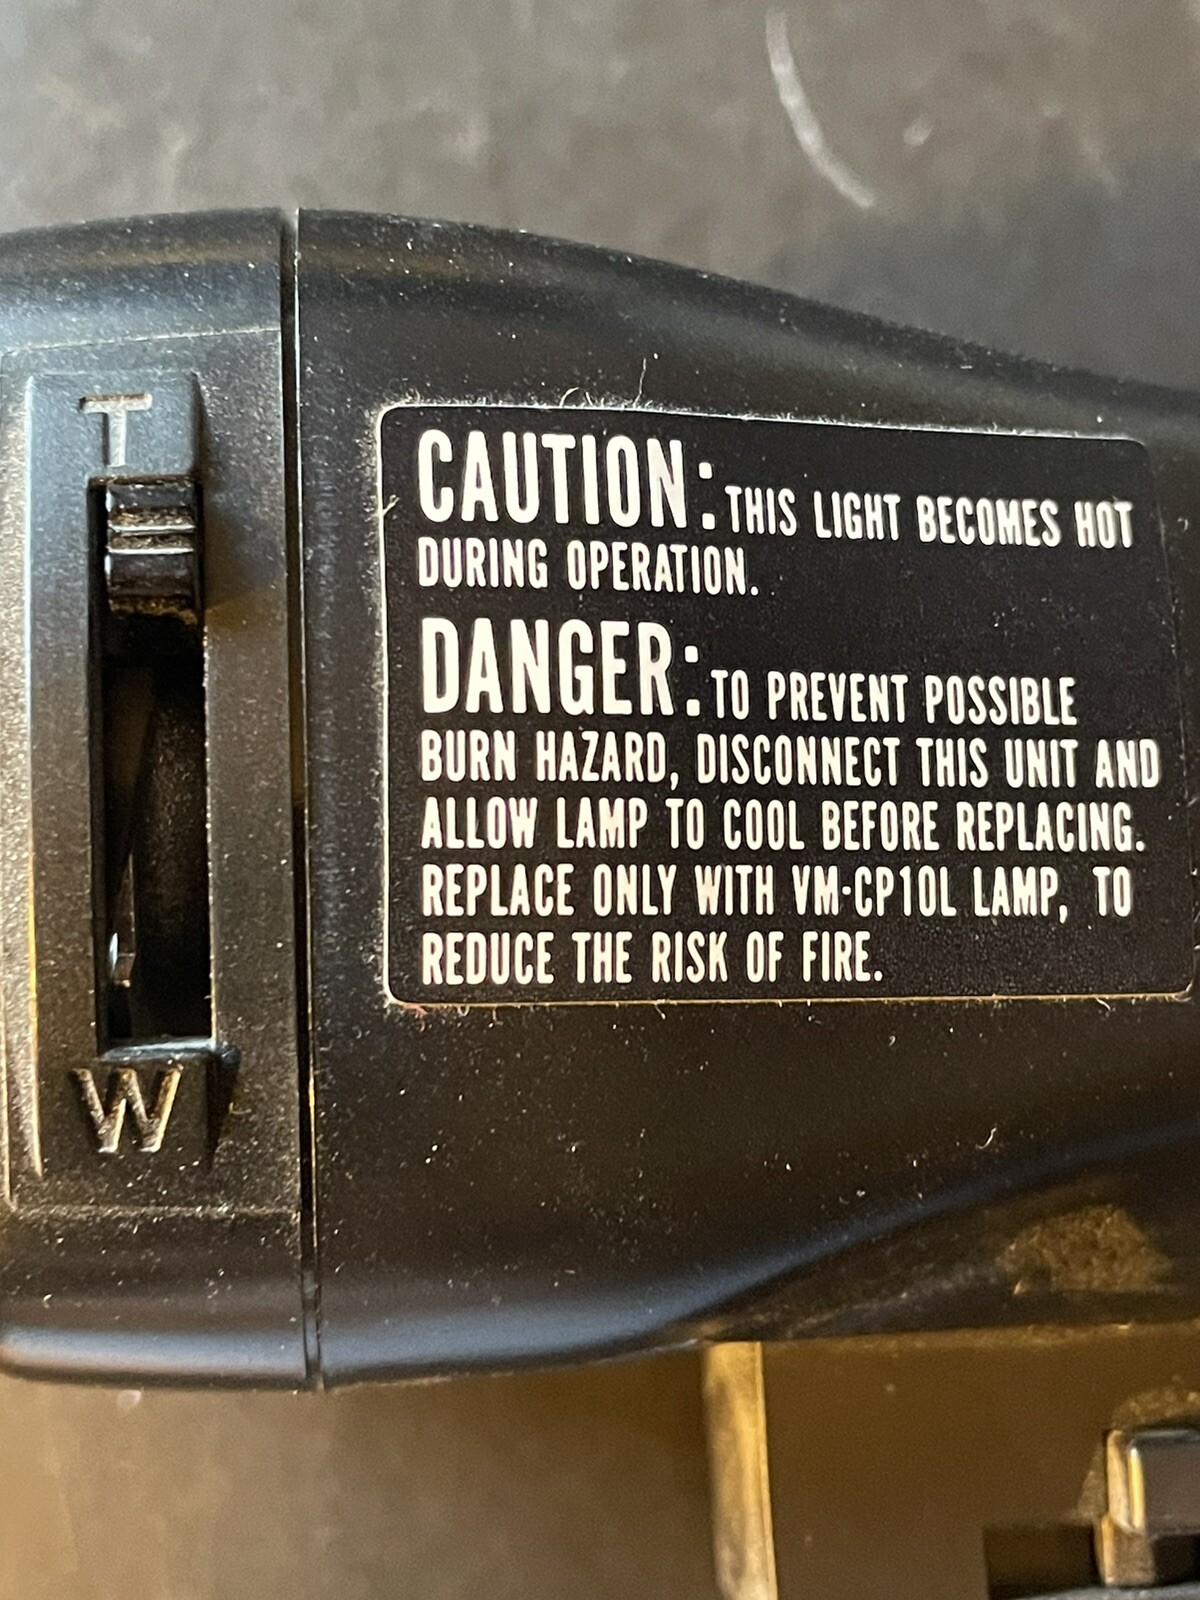 T
W
CAUTION: THIS LIGHT BECOMES HOT
DURING OPERATION.
DANGER: TO PREVENT POSSIBLE
BURN HAZARD, DISCONNECT THIS UNIT AND
ALLOW LAMP TO COOL BEFORE REPLACING.
REPLACE ONLY WITH VM-CP10L LAMP, TO
REDUCE THE RISK OF FIRE.